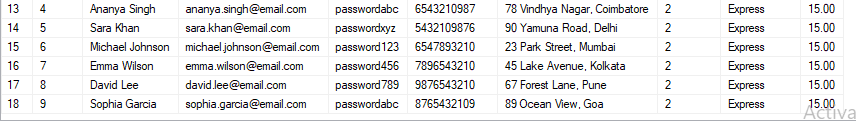 13 4 Ananya Singh ananya.singh@email.com passwordabc 6543210987 78 Vindhya Nagar, Coimbatore 2 Express 15.00
14 5 Sara Khan sara.khan@email.com passwordxyz 5432109876 90 Yamuna Road, Delhi 2 Express 15.00
15 6 Michael Johnson michael.johnson@email.com password123 6547893210 23 Park Street, Mumbai 2 Express 15.00
16 7 Emma Wilson emma.wilson@email.com password456 7896543210 45 Lake Avenue, Kolkata 2 Express 15.00
17 8 David Lee david.lee@email.com password789 9876543210 67 Forest Lane, Pune 2 Express 15.00
18 9 Sophia Garcia sophia.garcia@email.com passwordabc 8765432109 89 Ocean View, Goa 2 Express 15.00
Activa